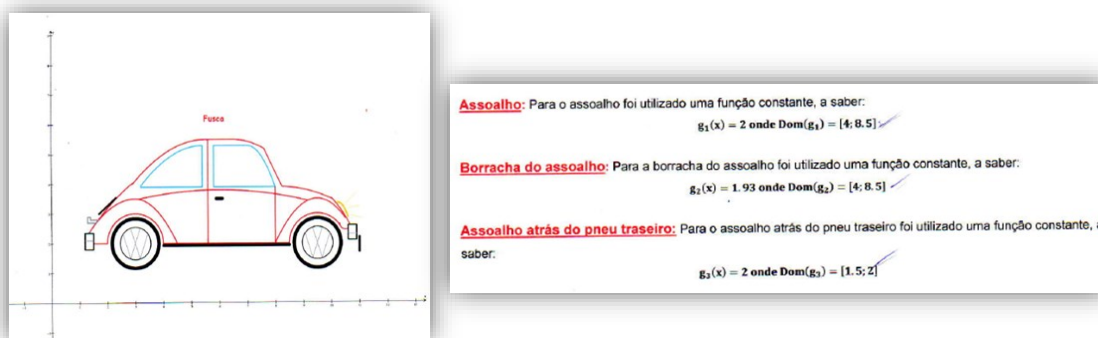 Fusca
Assoalho: Para o assoalho foi utilizado uma função constante, a saber:
g₁(x) = 2 onde Dom(g₁) = [4; 8.5]
Borracha do assoalho: Para a borracha do assoalho foi utilizado uma função constante, a saber:
g₂(x) = 1.93 onde Dom(g₂) = [4; 8.5]
Assoalho atrás do pneu traseiro: Para o assoalho atrás do pneu traseiro foi utilizado uma função constante, a
saber:
g₃(x) = 2 onde Dom(g₃) = [1.5; 2]